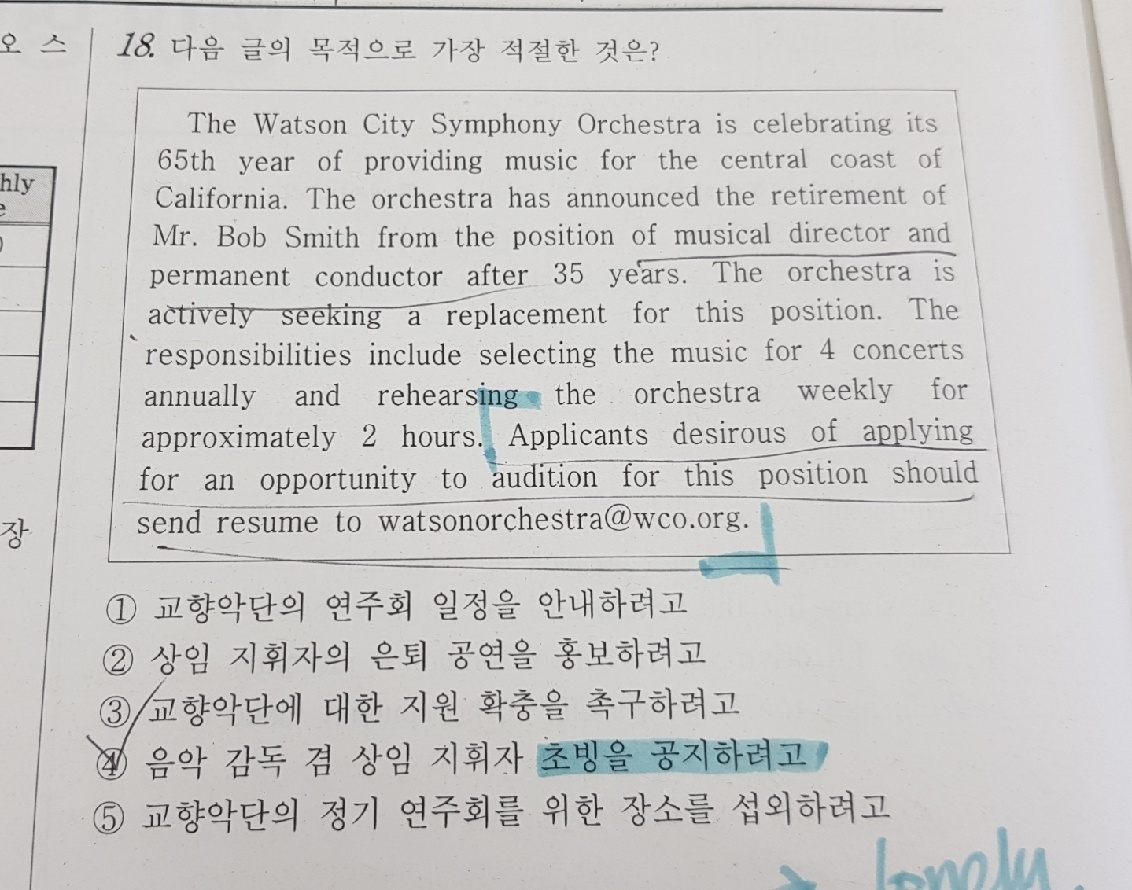 오 스
18. 다음 글의 목적으로 가장 적절한 것은?
The Watson City Symphony Orchestra is celebrating its
65th year of providing music for the central coast of
California. The orchestra has announced the retirement of
Mr. Bob Smith from the position of musical director and
permanent conductor after 35 years. The orchestra is
actively seeking a replacement for this position. The
responsibilities include selecting the music for 4 concerts
annually and rehearsing the orchestra weekly for
approximately 2 hours. Applicants desirous of applying
for an opportunity to audition for this position should
send resume to watsonorchestra@wco.org.
① 교향악단의 연주회 일정을 안내하려고
② 상임 지휘자의 은퇴 공연을 홍보하려고
③ 교향악단에 대한 지원 확충을 촉구하려고
④ 음악 감독 겸 상임 지휘자 초빙을 공지하려고
⑤ 교향악단의 정기 연주회를 위한 장소를 섭외하려고
hly
e
장
lonely